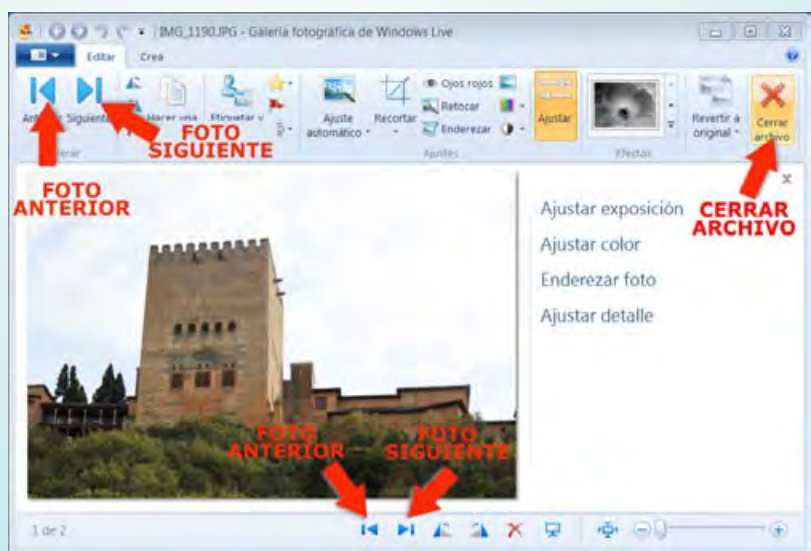 IMG_1190.JPG - Galería fotográfica de Windows Live
Editar Crea
Ojos rojos
Siguiente Hacer una Etiquetar y Ajuste Recortar Retocar Ajustar Revertir a Cerrar
automático Enderezar original archivo
FOTO
SIGUIENTE
Ajustes Efectos
FOTO
ANTERIOR
CERRAR
ARCHIVO
Ajustar exposición
Ajustar color
Enderezar foto
Ajustar detalle
FOTO
ANTERIOR
FOTO
SIGUIENTE
1 de 2